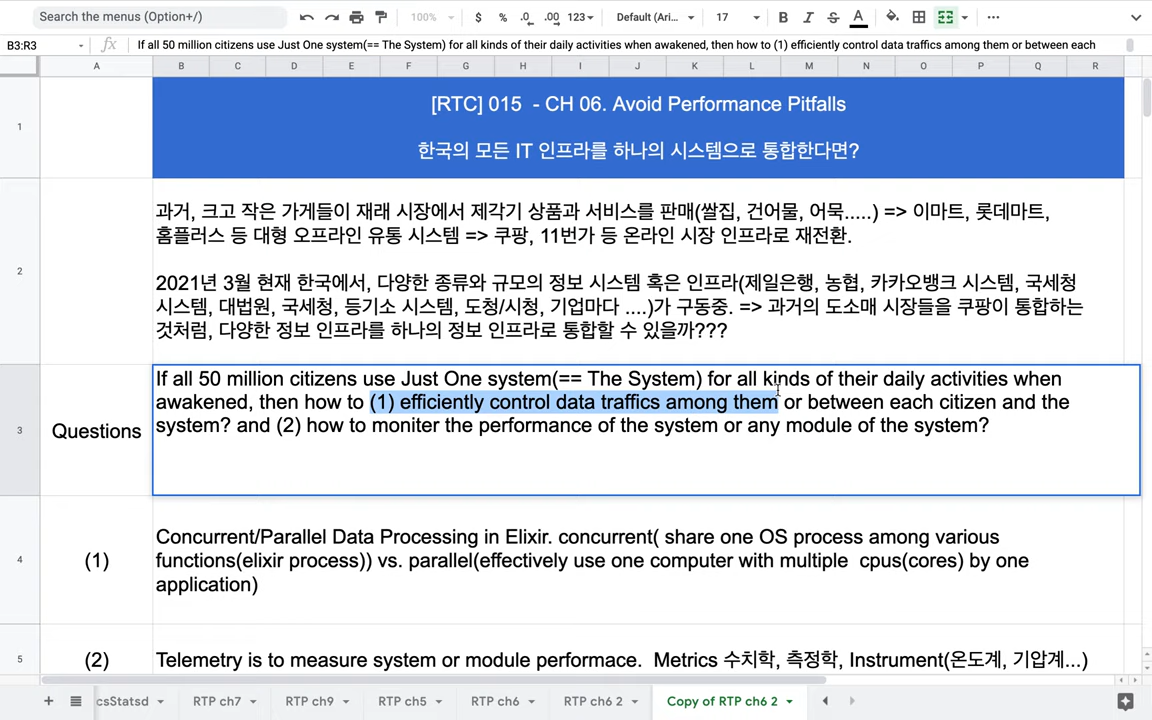 Search the menus (Option+/)
100%
$ % .0 .00 123
Default (Ari...
17
B I S A
B3:R3
fx
If all 50 million citizens use Just One system(== The System) for all kinds of their daily activities when awakened, then how to (1) efficiently control data traffics among them or between each
A B C D E F G H I J K L M N O P Q R
1
[RTC] 015 - CH 06. Avoid Performance Pitfalls
한국의 모든 IT 인프라를 하나의 시스템으로 통합한다면?
과거, 크고 작은 가게들이 재래 시장에서 제각기 상품과 서비스를 판매(쌀집, 건어물, 어묵.....) => 이마트, 롯데마트,
홈플러스 등 대형 오프라인 유통 시스템 => 쿠팡, 11번가 등 온라인 시장 인프라로 재전환.
2
2021년 3월 현재 한국에서, 다양한 종류와 규모의 정보 시스템 혹은 인프라(제일은행, 농협, 카카오뱅크 시스템, 국세청
시스템, 대법원, 국세청, 등기소 시스템, 도청/시청, 기업마다 ....)가 구동중. => 과거의 도소매 시장들을 쿠팡이 통합하는
것처럼, 다양한 정보 인프라를 하나의 정보 인프라로 통합할 수 있을까???
3
Questions
If all 50 million citizens use Just One system(== The System) for all kinds of their daily activities when
awakened, then how to (1) efficiently control data traffics among them or between each citizen and the
system? and (2) how to moniter the performance of the system or any module of the system?
4
(1)
Concurrent/Parallel Data Processing in Elixir. concurrent( share one OS process among various
functions(elixir process)) vs. parallel(effectively use one computer with multiple cpus(cores) by one
application)
5
(2)
Telemetry is to measure system or module performace. Metrics 수치학, 측정학, Instrument(온도계, 기압계...)
csStatsd
RTP ch7
RTP ch9
RTP ch5
RTP ch6
RTP ch6 2
Copy of RTP ch6 2